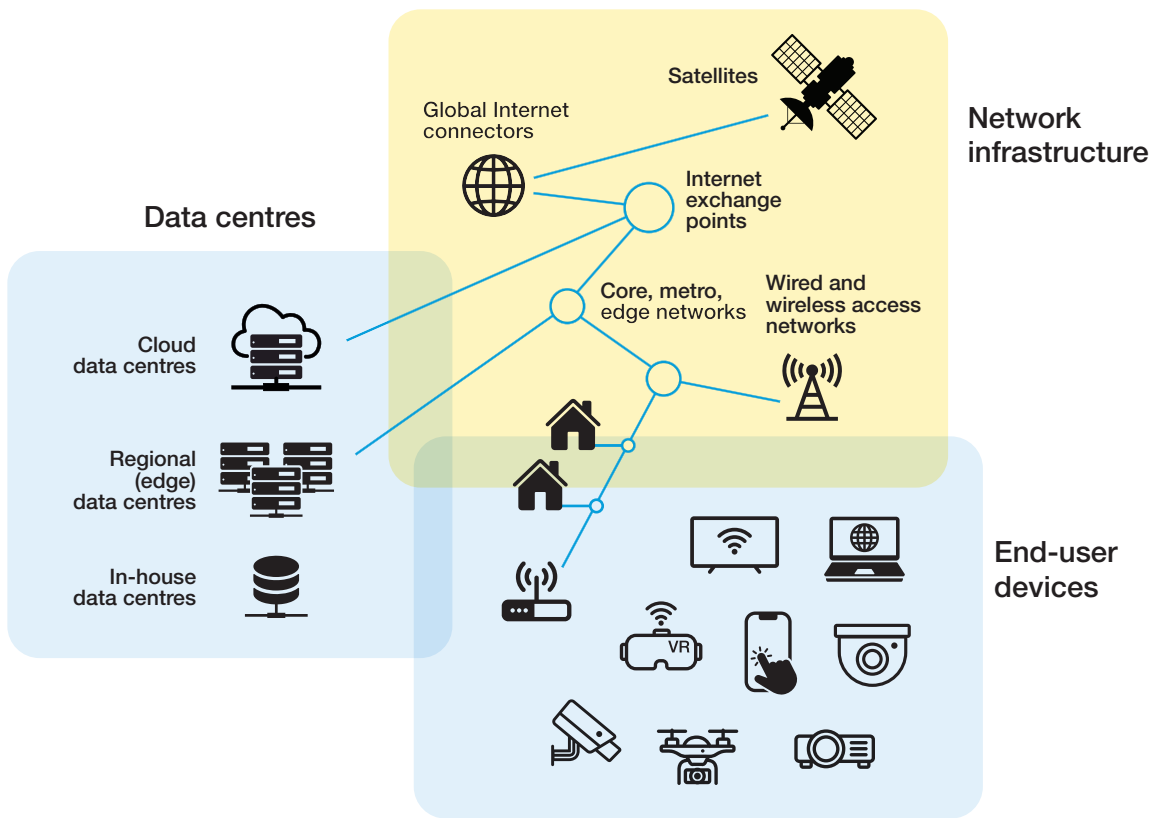 Satellites
Global Internet
connectors
Network
infrastructure
Internet
exchange
points
Data centres
Core, metro,
edge networks
Wired and
wireless access
networks
Cloud
data centres
Regional
(edge)
data centres
In-house
data centres
End-user
devices
VR